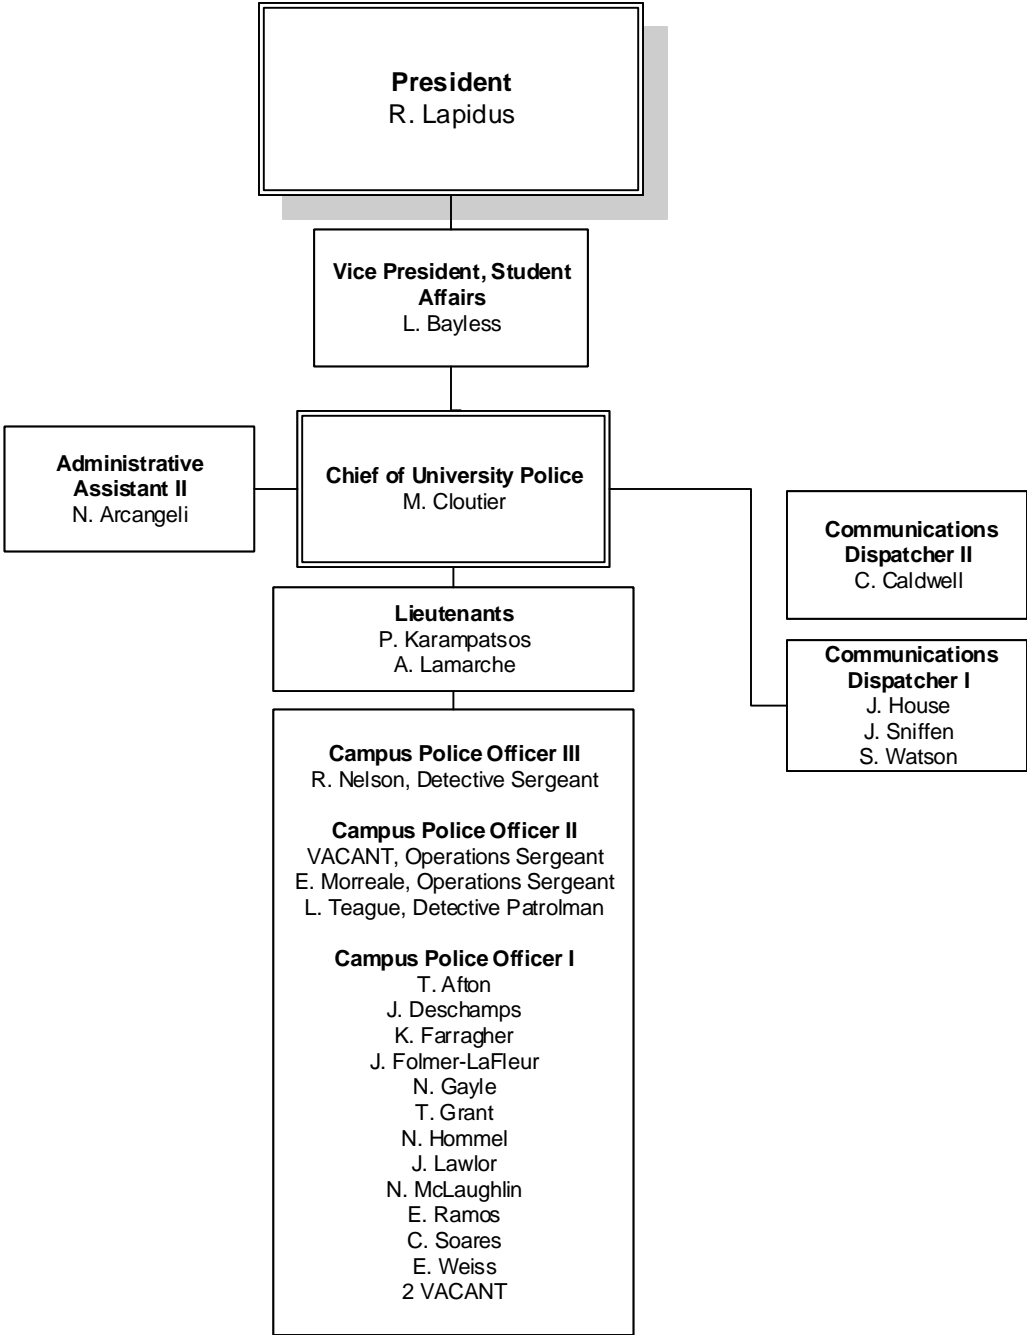 President
R. Lapidus
Vice President, Student
Affairs
L. Bayless
Administrative
Assistant II
N. Arcangeli
Chief of University Police
M. Cloutier
Communications
Dispatcher II
C. Caldwell
Lieutenants
P. Karampatsos
A. Lamarche
Communications
Dispatcher I
J. House
J. Sniffen
S. Watson
Campus Police Officer III
R. Nelson, Detective Sergeant
Campus Police Officer II
VACANT, Operations Sergeant
E. Morreale, Operations Sergeant
L. Teague, Detective Patrolman
Campus Police Officer I
T. Afton
J. Deschamps
K. Farragher
J. Folmer-LaFleur
N. Gayle
T. Grant
N. Hommel
J. Lawlor
N. McLaughlin
E. Ramos
C. Soares
E. Weiss
2 VACANT